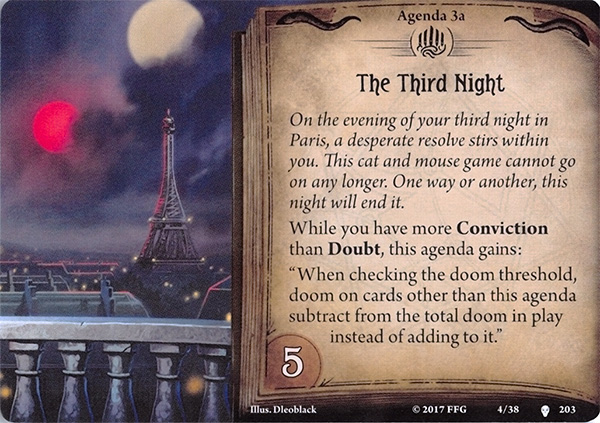 Agenda 3a
The Third Night
On the evening of your third night in
Paris, a desperate resolve stirs within
you. This cat and mouse game cannot go
on any longer. One way or another, this
night will end it.
While you have more Conviction
than Doubt, this agenda gains:
“When checking the doom threshold,
doom on cards other than this agenda
subtract from the total doom in play
instead of adding to it.”
5
Illus. Dleoblack © 2017 FFG 4/38 203